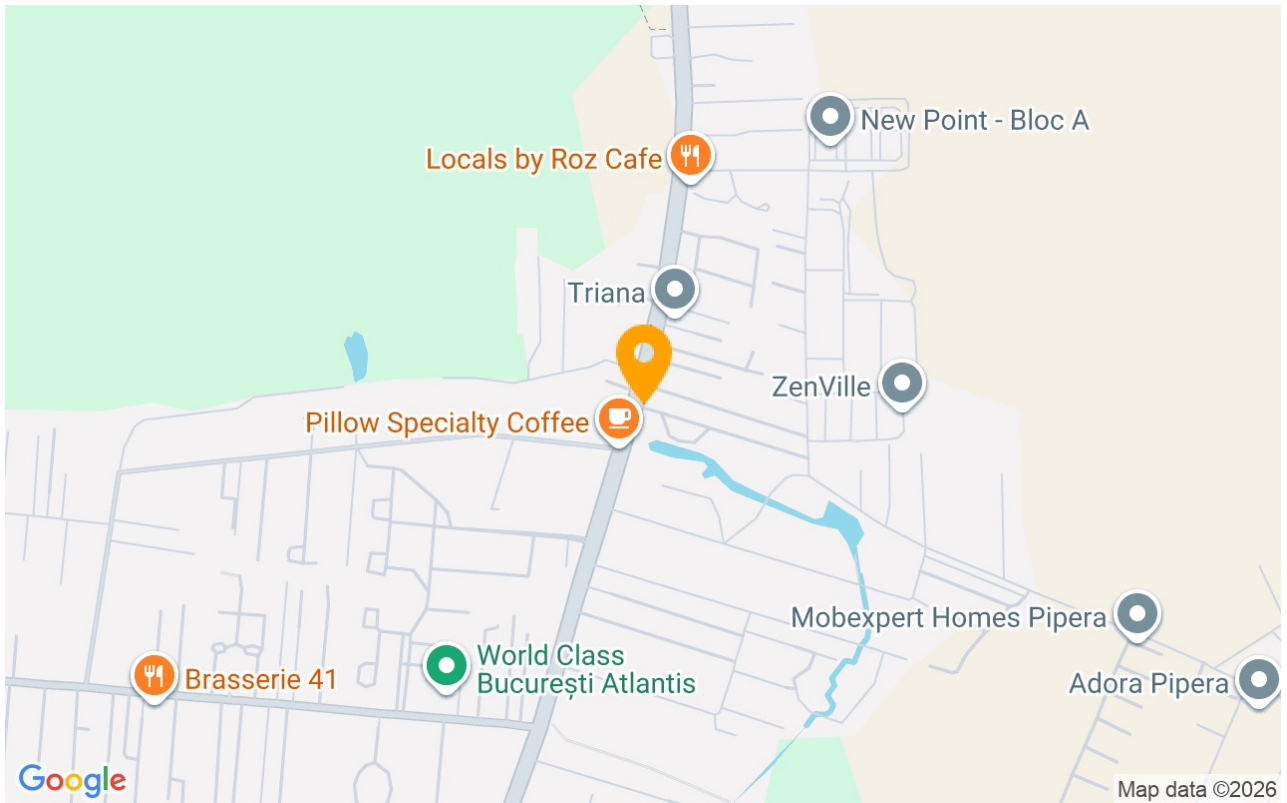 New Point - Bloc A
Locals by Roz Cafe
Triana
ZenVille
Pillow Specialty Coffee
Mobexpert Homes Pipera
World Class
București Atlantis
Brasserie 41
Adora Pipera
Google
Map data ©2026